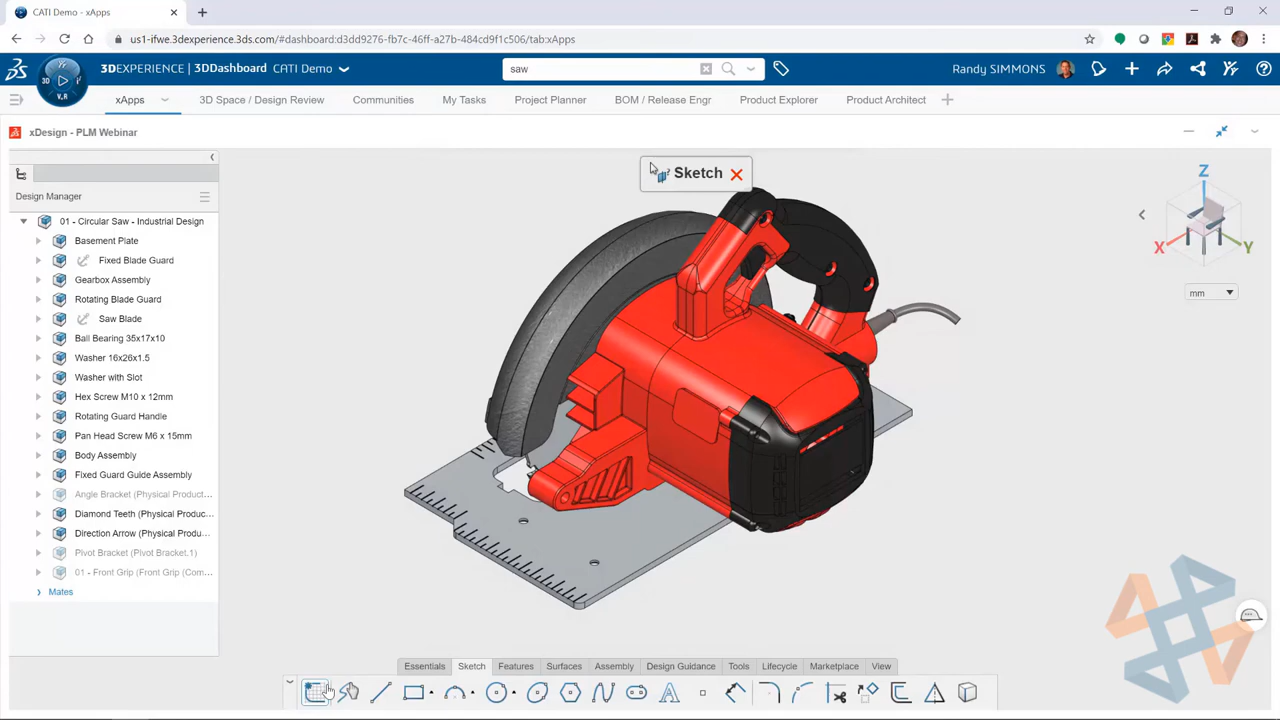 CATI Demo - xApps
us1-ifwe.3dexperience.3ds.com/#dashboard:d3dd9276-fb7c-46ff-a27b-484cd9f1c506/tab:xApps
3DEXPERIENCE | 3DDashboard CATI Demo
saw
Randy SIMMONS
3D
V.R
xApps
3D Space / Design Review
Communities
My Tasks
Project Planner
BOM / Release Engr
Product Explorer
Product Architect
xDesign - PLM Webinar
Sketch
Design Manager
01 - Circular Saw - Industrial Design
Basement Plate
Fixed Blade Guard
Gearbox Assembly
Rotating Blade Guard
Saw Blade
Ball Bearing 35x17x10
Washer 16x26x1.5
Washer with Slot
Hex Screw M10 x 12mm
Rotating Guard Handle
Pan Head Screw M6 x 15mm
Body Assembly
Fixed Guard Guide Assembly
Angle Bracket (Physical Product...
Diamond Teeth (Physical Produc...
Direction Arrow (Physical Produ...
Pivot Bracket (Pivot Bracket.1)
01 - Front Grip (Front Grip (Com...
Mates
Z
X
Y
mm
Essentials
Sketch
Features
Surfaces
Assembly
Design Guidance
Tools
Lifecycle
Marketplace
View